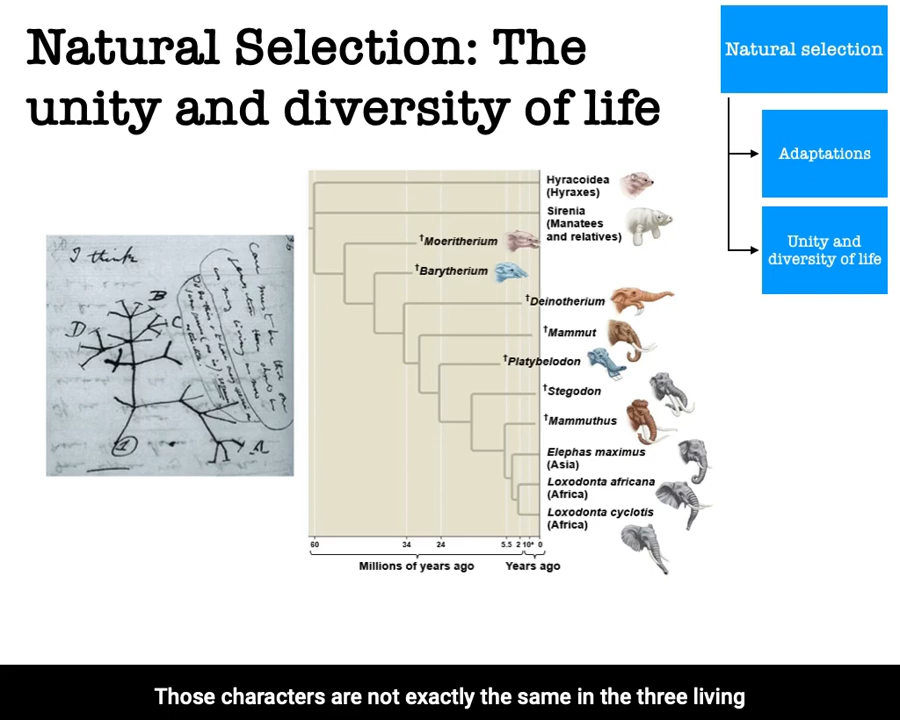 Natural Selection: The
unity and diversity of life
Natural selection
Adaptations
Unity and
diversity of life
I think
B
D
C
A
1
Hyracoidea
(Hyraxes)
Sirenia
(Manatees
and relatives)
†Moeritherium
†Barytherium
†Deinotherium
†Mammut
†Platybelodon
†Stegodon
†Mammuthus
Elephas maximus
(Asia)
Loxodonta africana
(Africa)
Loxodonta cyclotis
(Africa)
60 34 24 5.5 2 10⁴ 0
Millions of years ago Years ago
Those characters are not exactly the same in the three living